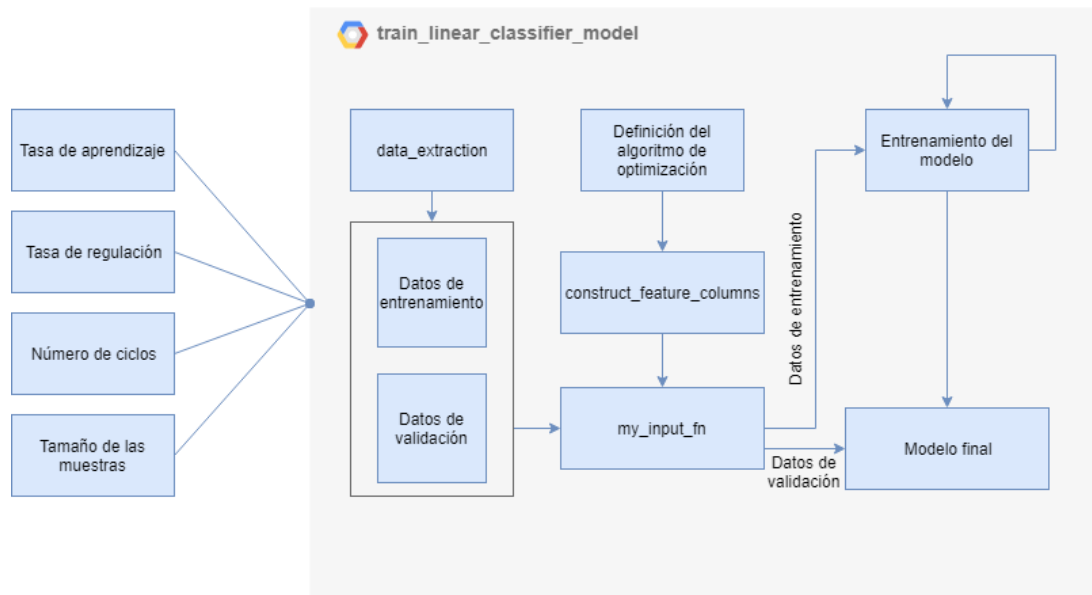 train_linear_classifier_model
Tasa de aprendizaje
Tasa de regulación
Número de ciclos
Tamaño de las
muestras
data_extraction
Datos de
entrenamiento
Datos de
validación
Definición del
algoritmo de
optimización
construct_feature_columns
my_input_fn
Datos de entrenamiento
Datos de
validación
Entrenamiento del
modelo
Modelo final